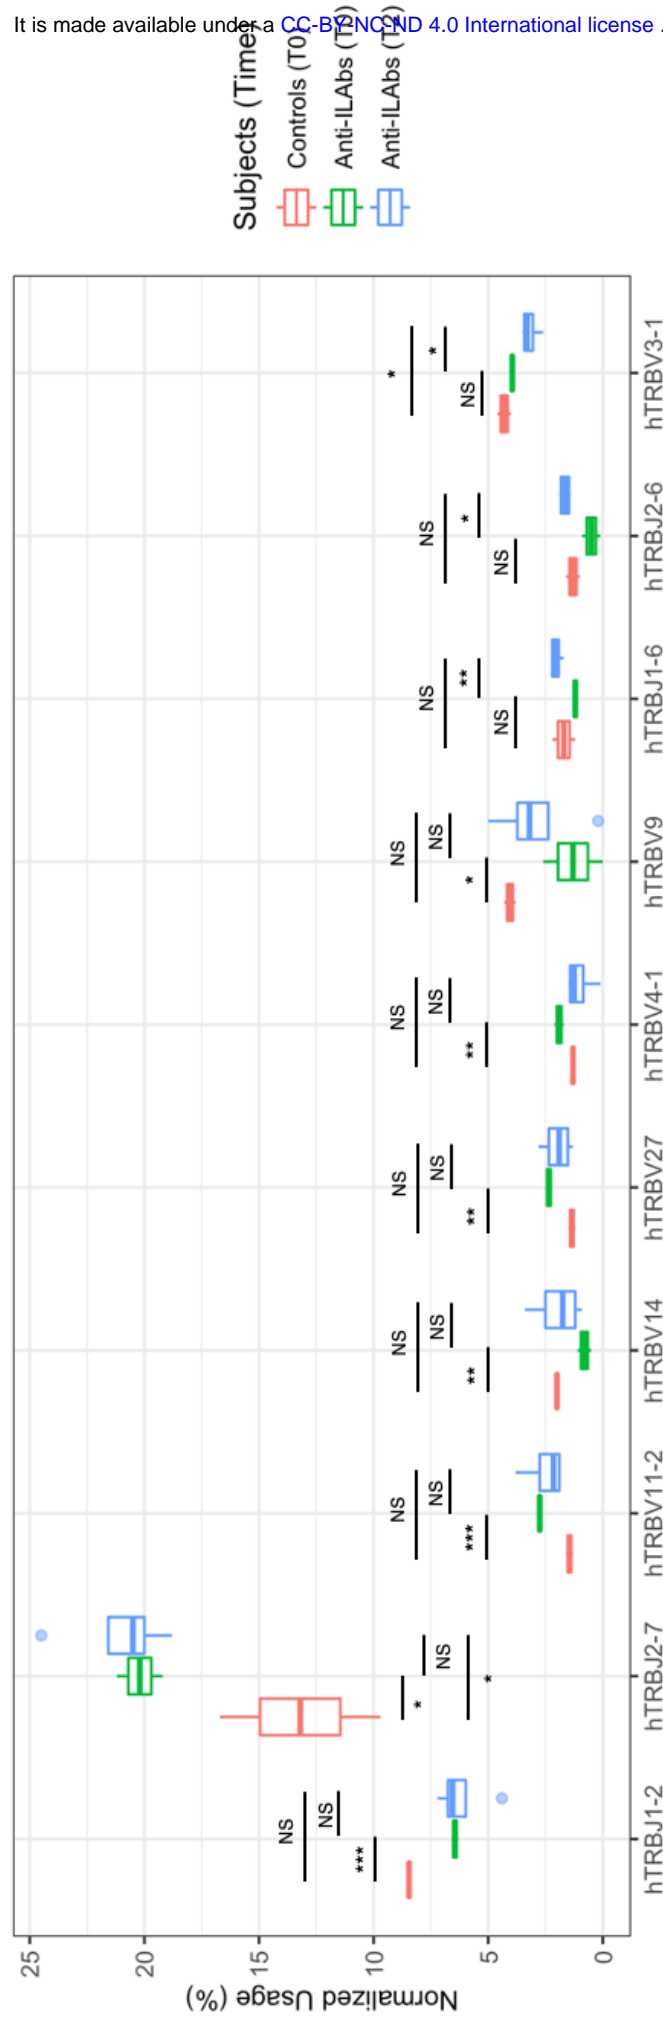 It is made available under a CC-BY-NC-ND 4.0 International license .
Subjects (Time)
Controls (T0)
Anti-ILAbs (T0)
Anti-ILAbs (T2)
Normalized Usage (%)
25
20
15
10
5
0
NS
NS
***
*
NS
*
NS
NS
***
NS
NS
**
NS
NS
**
NS
NS
**
NS
NS
*
NS
**
NS
NS
*
NS
*
*
NS
hTRBJ1-2
hTRBJ2-7
hTRBV11-2
hTRBV14
hTRBV27
hTRBV4-1
hTRBV9
hTRBJ1-6
hTRBJ2-6
hTRBV3-1